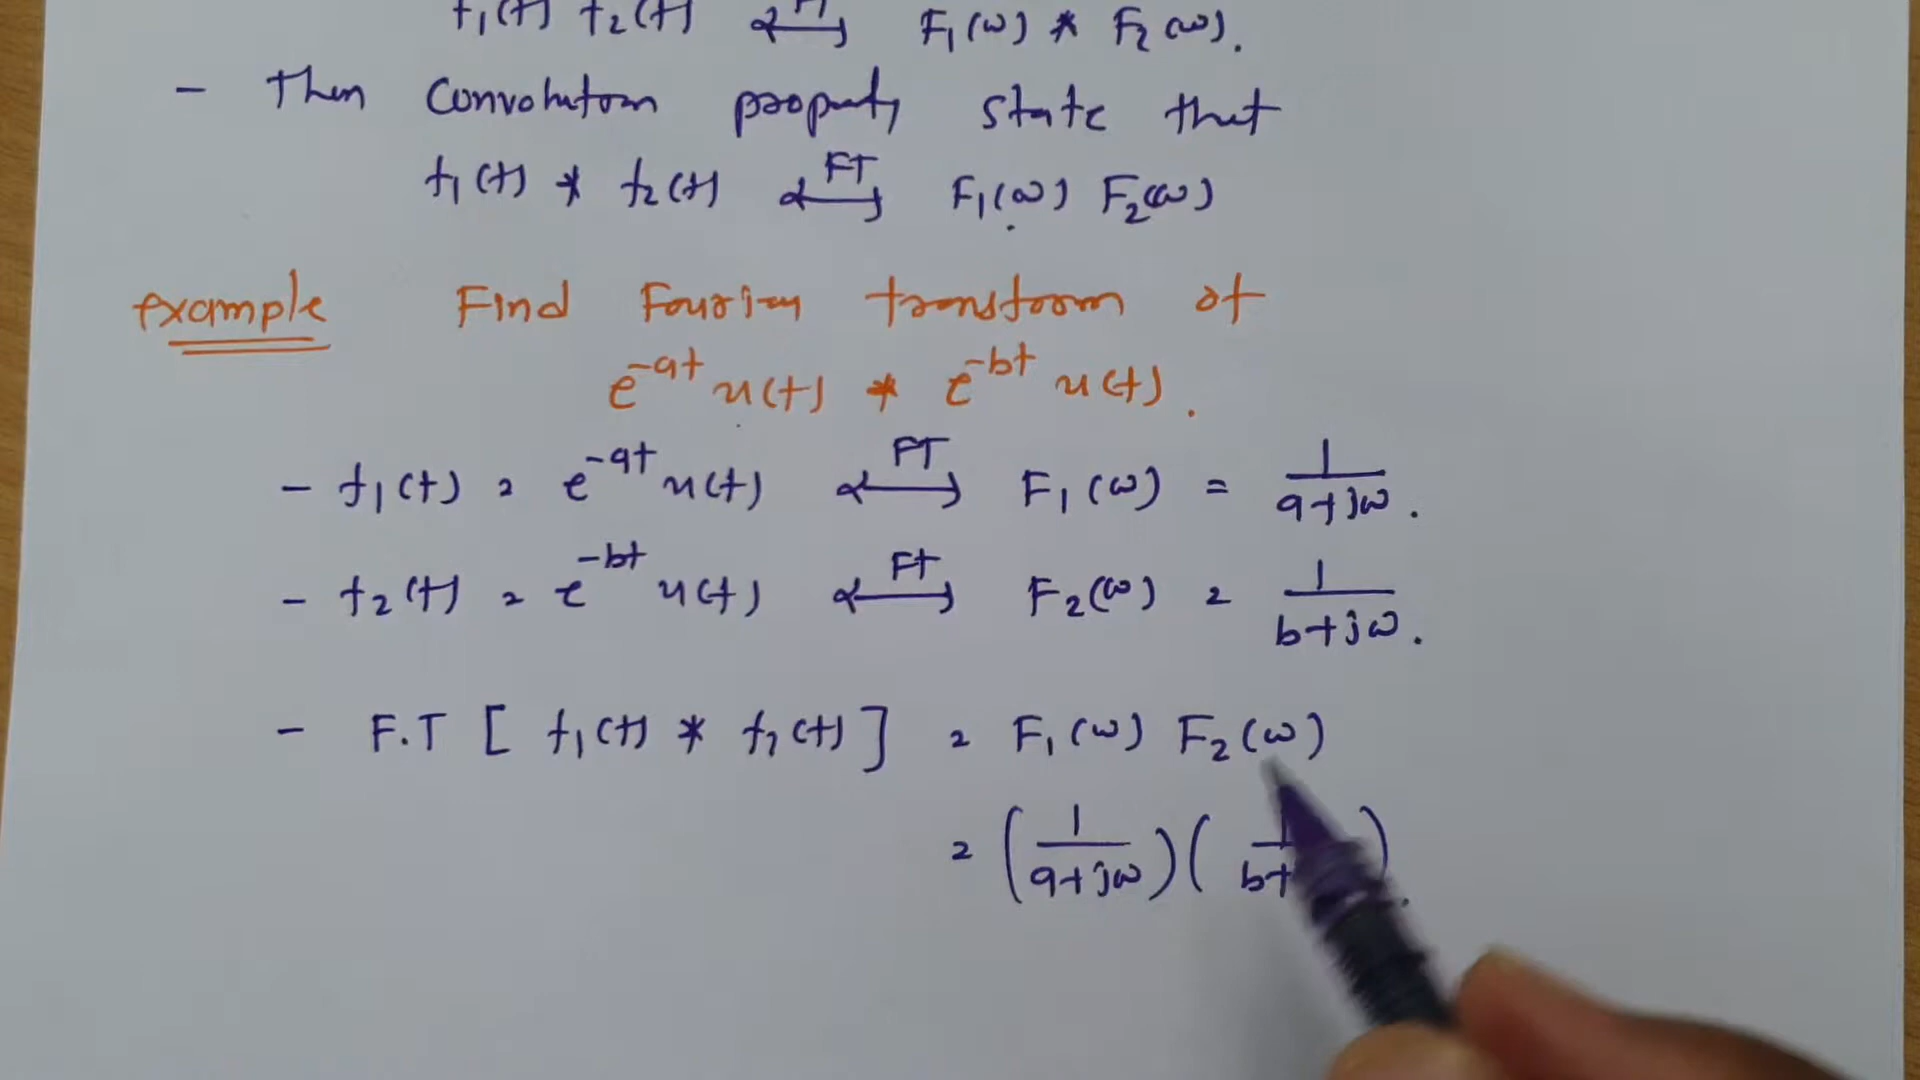 f₁(t) f₂(t) ⟷ F₁(ω) * F₂(ω).
- Then Convolution property state that
f₁(t) * f₂(t) ⟷FT F₁(ω) F₂(ω)
example Find Fourier transform of
e^-at u(t) * e^-bt u(t).
- f₁(t) = e^-at u(t) ⟷FT F₁(ω) = 1/(a+jω).
- f₂(t) = e^-bt u(t) ⟷Ft F₂(ω) = 1/(b+jω).
- F.T [ f₁(t) * f₂(t) ] = F₁(ω) F₂(ω)
= (1/(a+jω)) (1/(b+